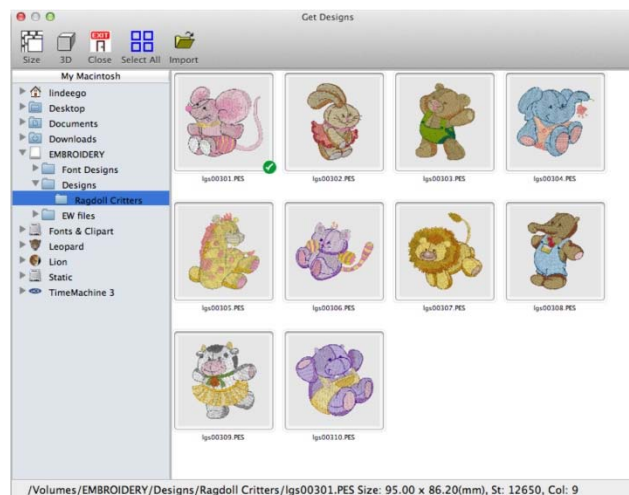 Get Designs
Size 3D EXIT Close Select All Import
My Macintosh
lindeego
Desktop
Documents
Downloads
EMBROIDERY
Font Designs
Designs
Ragdoll Critters
EW files
Fonts & Clipart
Leopard
Lion
Static
TimeMachine 3
lgs00301.PES lgs00302.PES lgs00303.PES lgs00304.PES
lgs00305.PES lgs00306.PES lgs00307.PES lgs00308.PES
lgs00309.PES lgs00310.PES
/Volumes/EMBROIDERY/Designs/Ragdoll Critters/lgs00301.PES Size: 95.00 x 86.20(mm), St: 12650, Col: 9